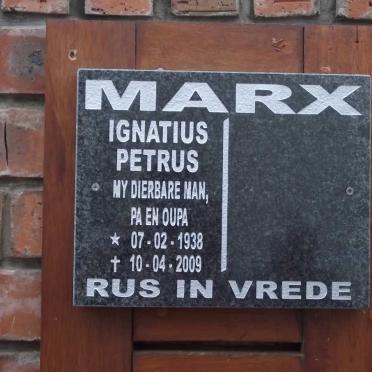 MARX
IGNATIUS
PETRUS
MY DIERBARE MAN,
PA EN OUPA
★ 07-02-1938
✝ 10-04-2009
RUS IN VREDE